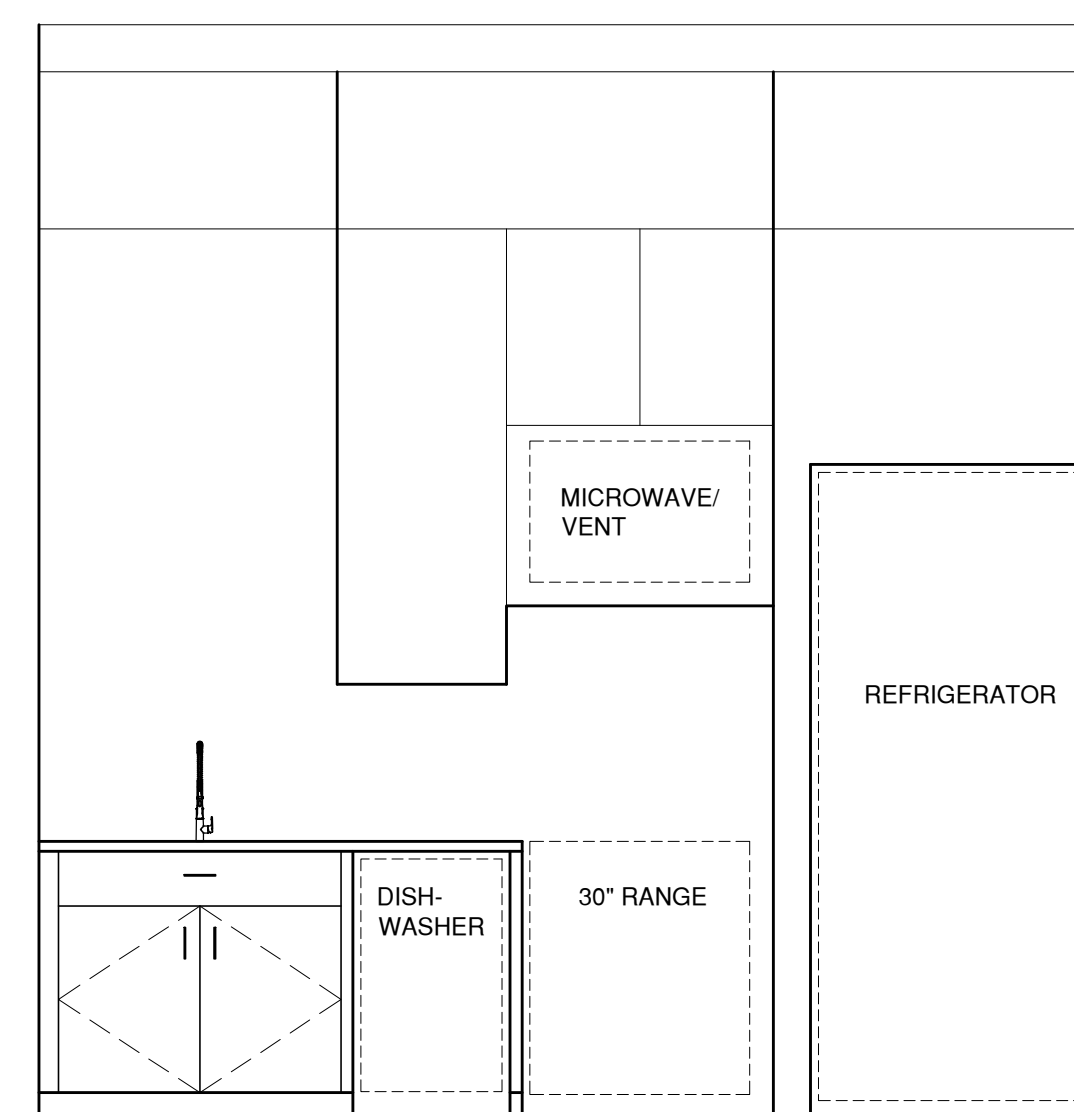 MICROWAVE/
VENT
REFRIGERATOR
DISH-
WASHER
30" RANGE